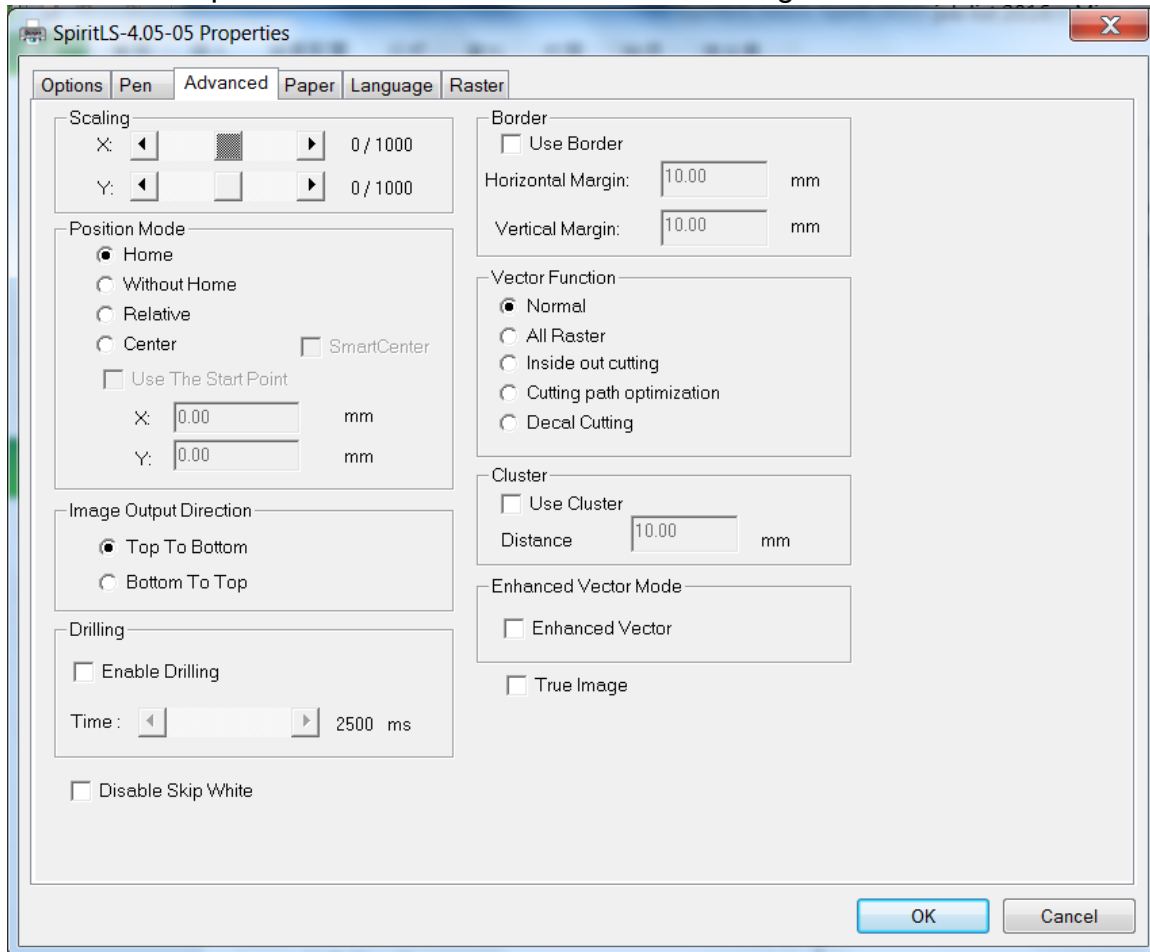 SpiritLS-4.05-05 Properties
Options Pen Advanced Paper Language Raster
Scaling
X: 0 / 1000
Y: 0 / 1000
Position Mode
Home
Without Home
Relative
Center SmartCenter
Use The Start Point
X: 0.00 mm
Y: 0.00 mm
Image Output Direction
Top To Bottom
Bottom To Top
Drilling
Enable Drilling
Time : 2500 ms
Disable Skip White
Border
Use Border
Horizontal Margin: 10.00 mm
Vertical Margin: 10.00 mm
Vector Function
Normal
All Raster
Inside out cutting
Cutting path optimization
Decal Cutting
Cluster
Use Cluster
Distance 10.00 mm
Enhanced Vector Mode
Enhanced Vector
True Image
OK Cancel